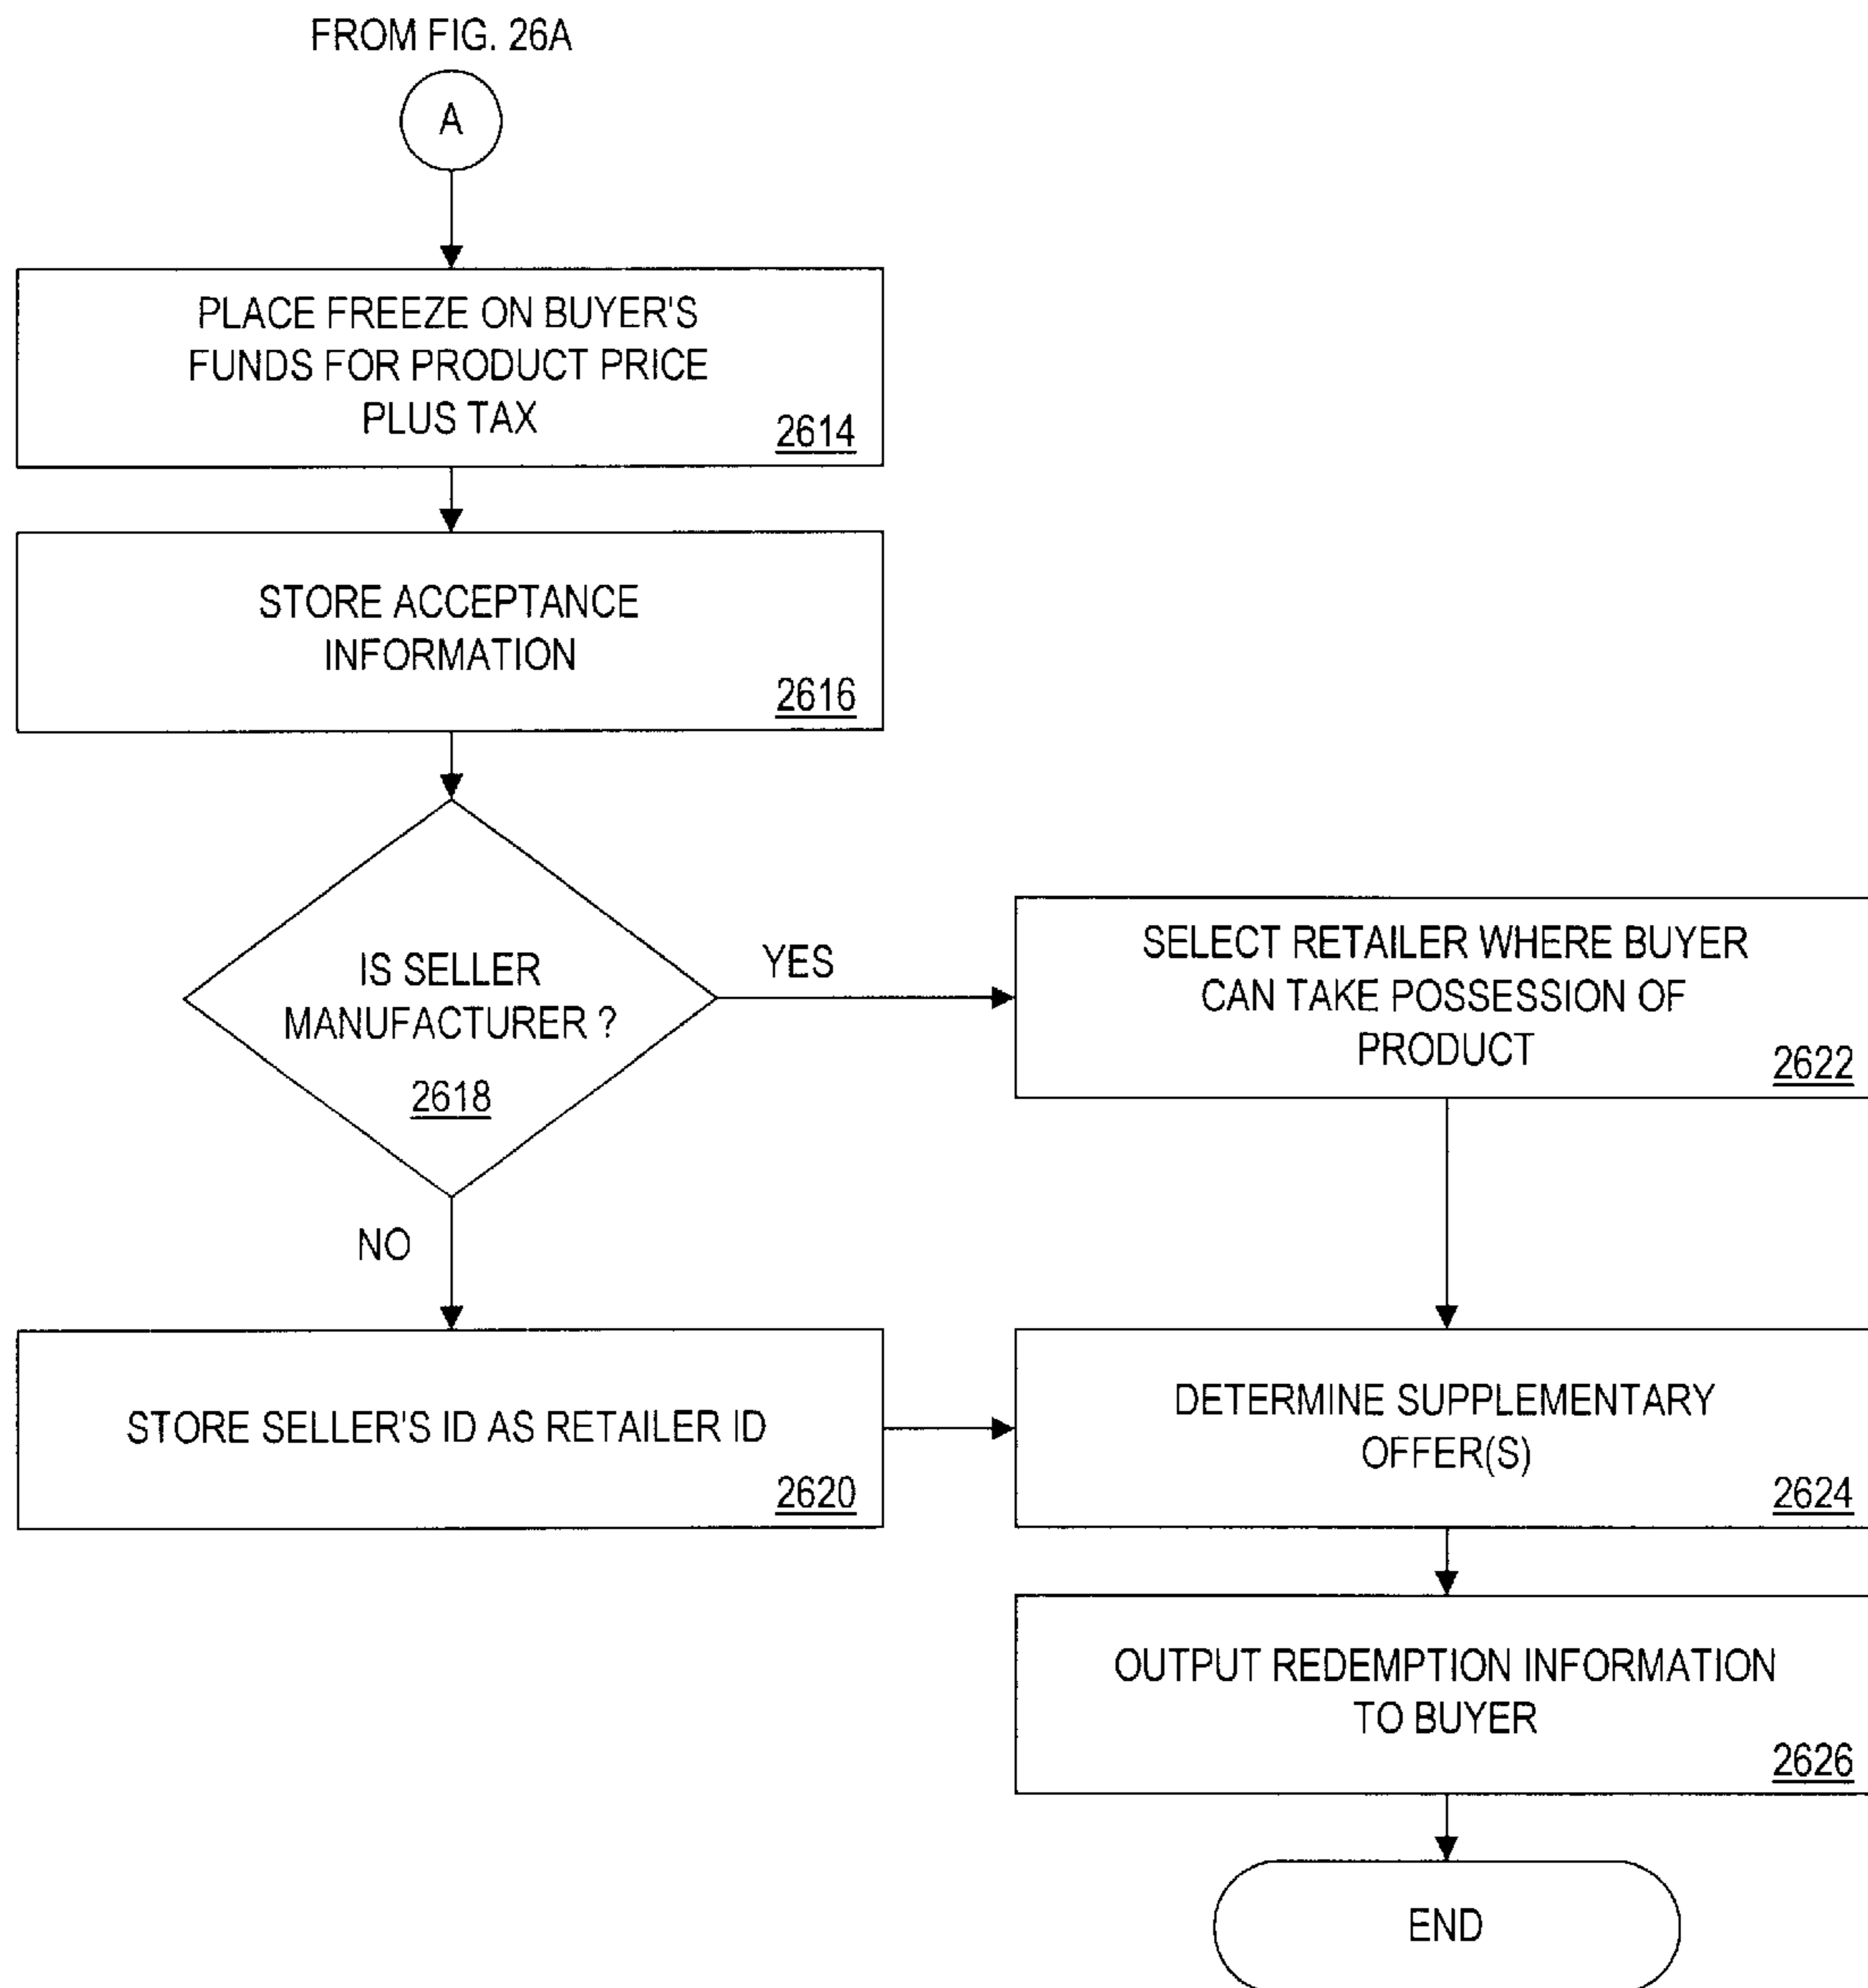 FROM FIG. 26A
A
PLACE FREEZE ON BUYER'S
FUNDS FOR PRODUCT PRICE
PLUS TAX
2614
STORE ACCEPTANCE
INFORMATION
2616
IS SELLER
MANUFACTURER ?
2618
YES
NO
SELECT RETAILER WHERE BUYER
CAN TAKE POSSESSION OF
PRODUCT
2622
STORE SELLER'S ID AS RETAILER ID
2620
DETERMINE SUPPLEMENTARY
OFFER(S)
2624
OUTPUT REDEMPTION INFORMATION
TO BUYER
2626
END